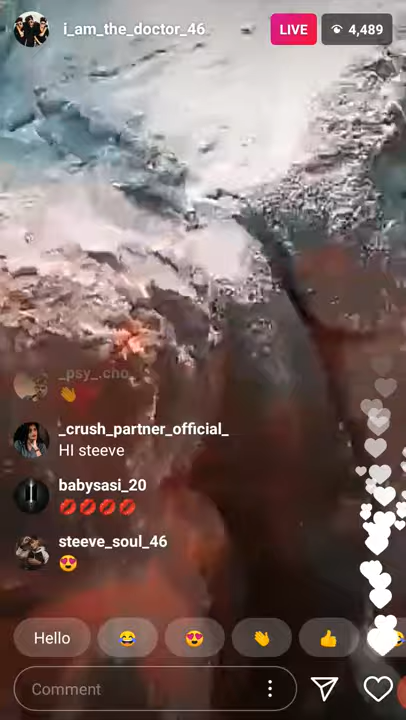 i_am_the_doctor_46
LIVE
4,489
_psy_.cho_
👋
_crush_partner_official_
HI steeve
babysasi_20
💋💋💋💋
steeve_soul_46
😍
Hello 😂 😍 👋 👍
Comment